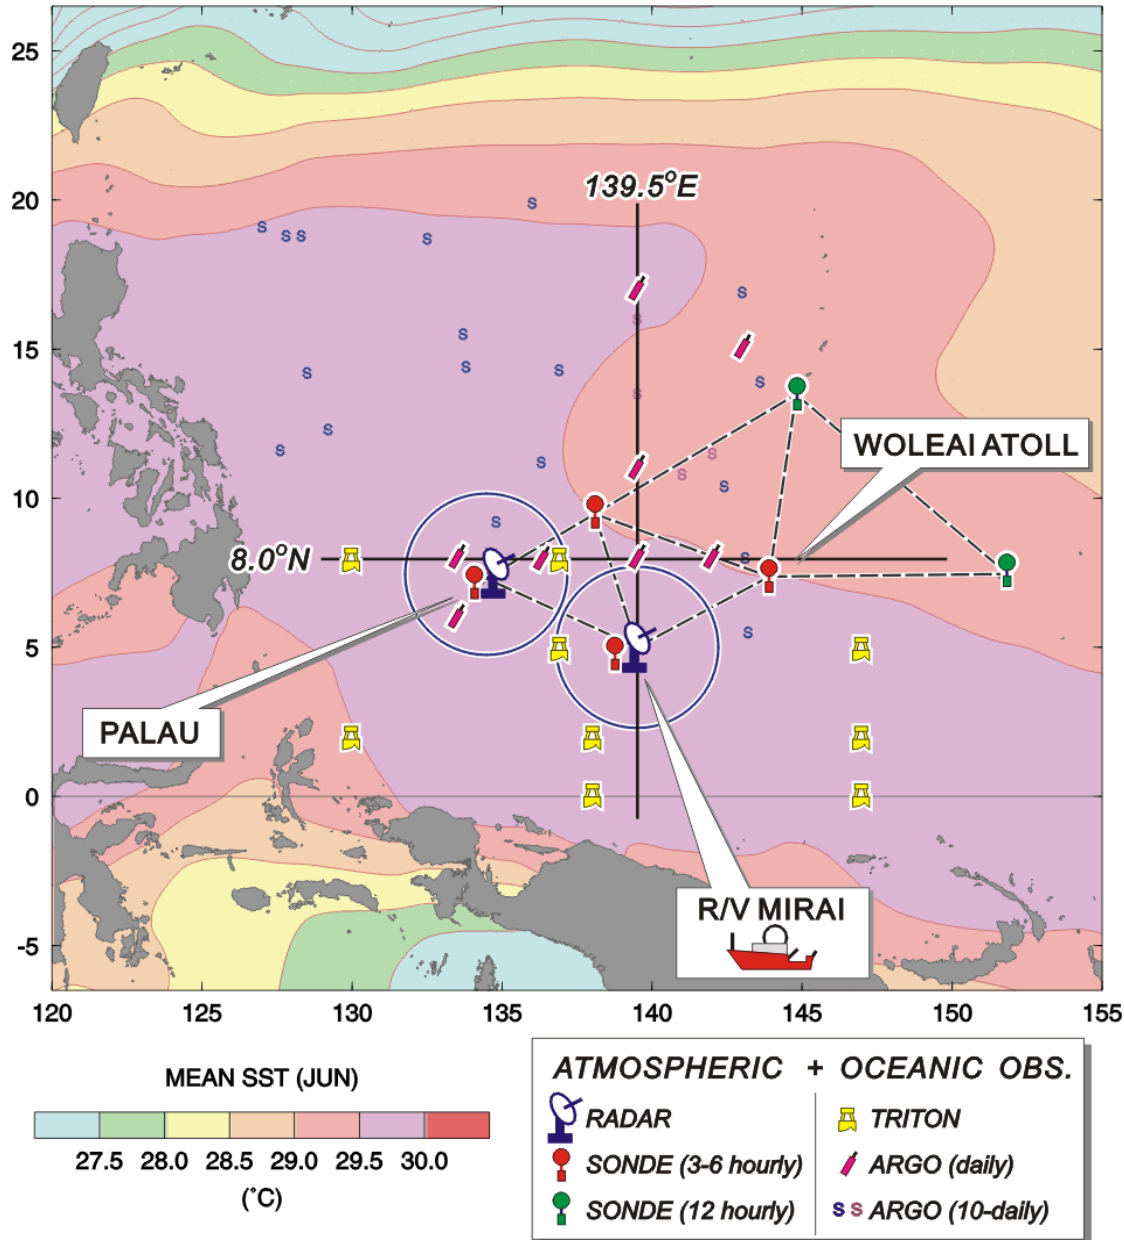 25
20
15
10
5
0
-5
139.5°E
WOLEAI ATOLL
8.0°N
PALAU
R/V MIRAI
120 125 130 135 140 145 150 155
MEAN SST (JUN)
27.5 28.0 28.5 29.0 29.5 30.0
(°C)
ATMOSPHERIC + OCEANIC OBS.
RADAR
SONDE (3-6 hourly)
SONDE (12 hourly)
TRITON
ARGO (daily)
S S ARGO (10-daily)